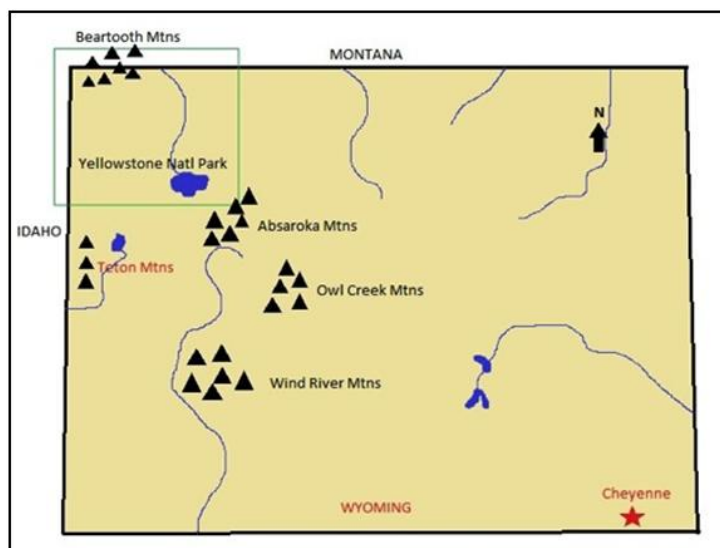 Beartooth Mtns
MONTANA
N
Yellowstone Natl Park
IDAHO
Absaroka Mtns
Teton Mtns
Owl Creek Mtns
Wind River Mtns
Cheyenne
WYOMING